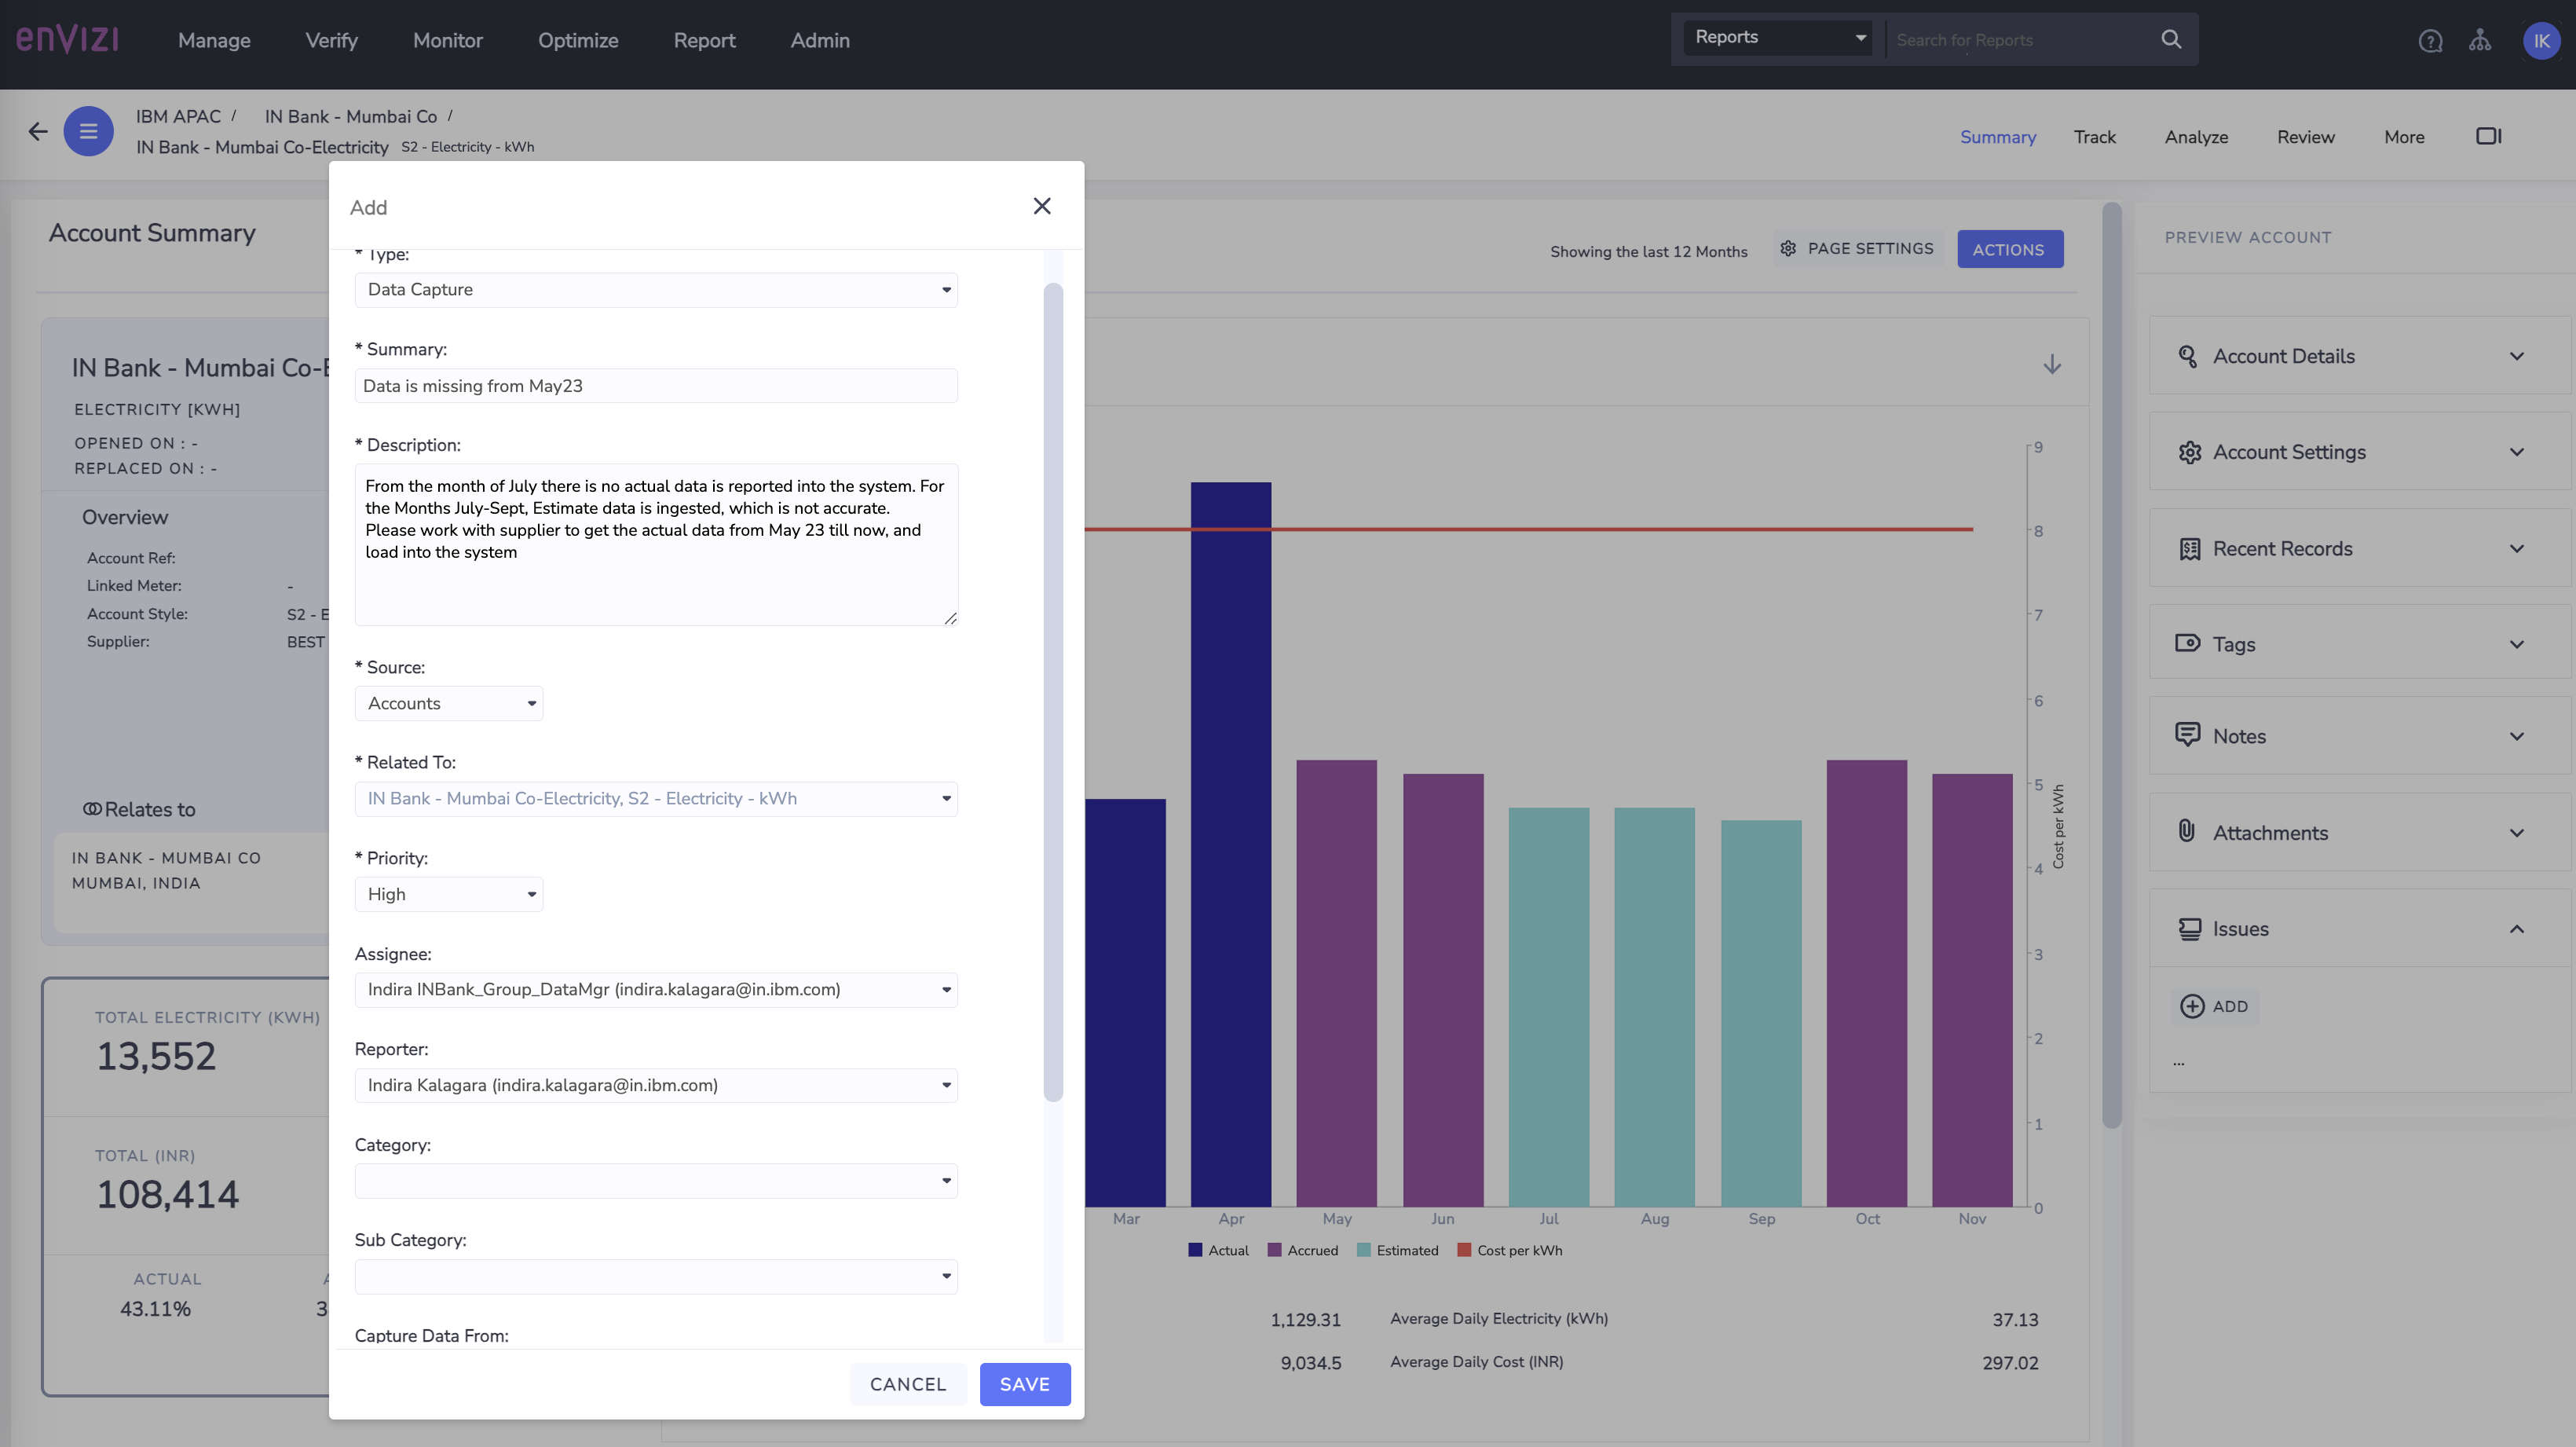 enVizi
Manage
Verify
Monitor
Optimize
Report
Admin
Reports
Search for Reports
IK
IBM APAC /
IN Bank - Mumbai Co /
IN Bank - Mumbai Co-Electricity
S2 - Electricity - kWh
Summary
Track
Analyze
Review
More
Account Summary
Showing the last 12 Months
PAGE SETTINGS
ACTIONS
IN Bank - Mumbai Co-E
ELECTRICITY [KWH]
OPENED ON : -
REPLACED ON : -
Overview
Account Ref:
Linked Meter: -
Account Style: S2 - E
Supplier: BEST
Relates to
IN BANK - MUMBAI CO
MUMBAI, INDIA
TOTAL ELECTRICITY (KWH)
13,552
TOTAL (INR)
108,414
ACTUAL
43.11%
3
Add
* Type:
Data Capture
* Summary:
Data is missing from May23
* Description:
From the month of July there is no actual data is reported into the system. For
the Months July-Sept, Estimate data is ingested, which is not accurate.
Please work with supplier to get the actual data from May 23 till now, and
load into the system
* Source:
Accounts
* Related To:
IN Bank - Mumbai Co-Electricity, S2 - Electricity - kWh
* Priority:
High
Assignee:
Indira INBank_Group_DataMgr (indira.kalagara@in.ibm.com)
Reporter:
Indira Kalagara (indira.kalagara@in.ibm.com)
Category:
Sub Category:
Capture Data From:
CANCEL
SAVE
9
8
7
6
5
4
3
2
1
0
Cost per kWh
Mar
Apr
May
Jun
Jul
Aug
Sep
Oct
Nov
Actual
Accrued
Estimated
Cost per kWh
1,129.31
Average Daily Electricity (kWh)
37.13
9,034.5
Average Daily Cost (INR)
297.02
PREVIEW ACCOUNT
Account Details
Account Settings
Recent Records
Tags
Notes
Attachments
Issues
ADD
...